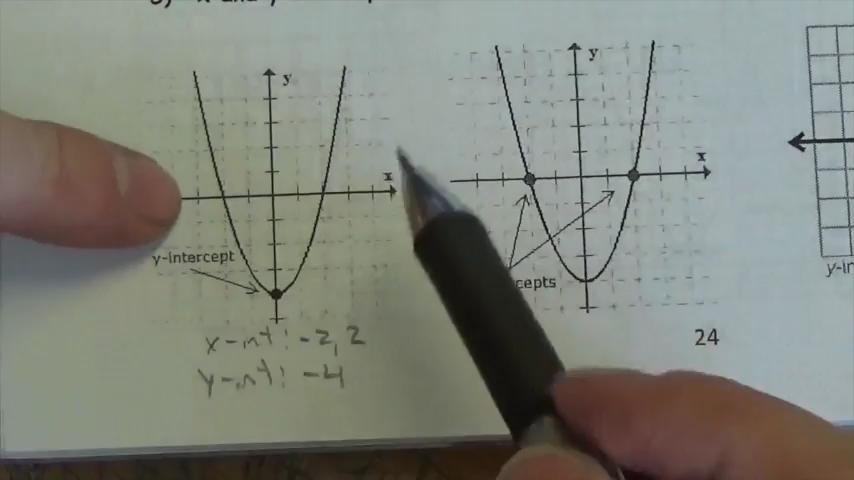 y
x
y-intercept
x-int: -2, 2
y-int: -4
y
x
cepts
24
y-in